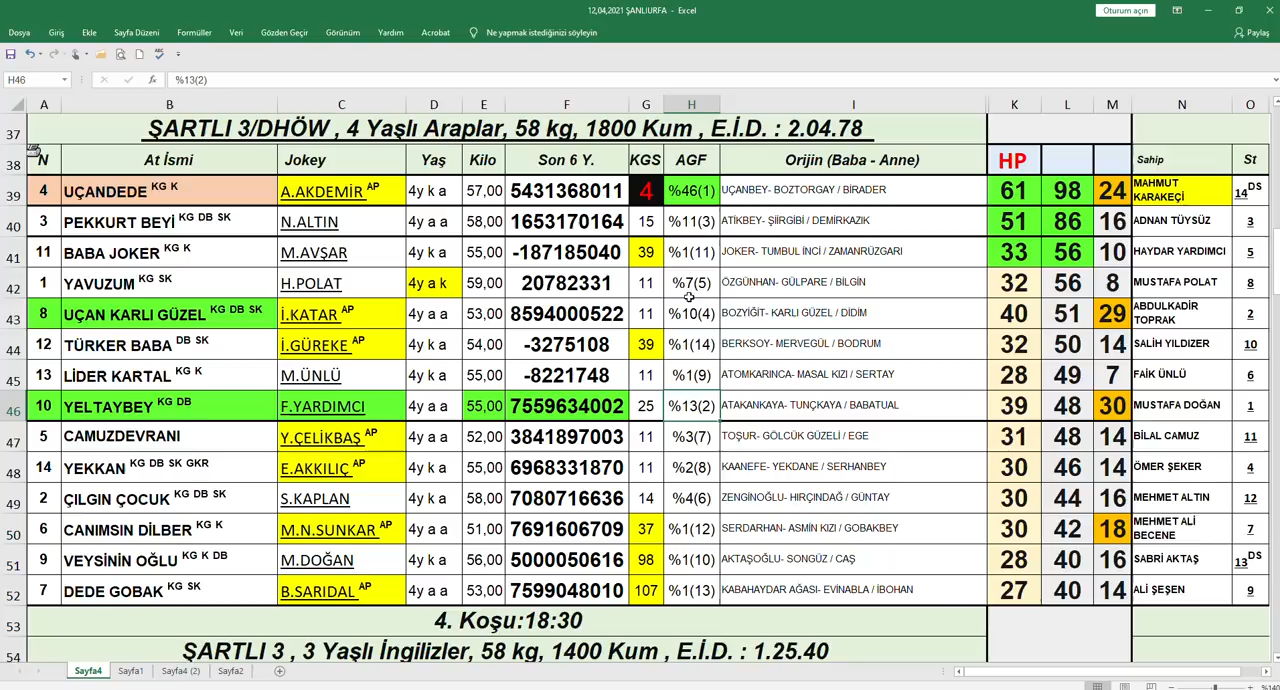 12,04,2021 ŞANLIURFA - Excel
Oturum açın
Dosya Giriş Ekle Sayfa Düzeni Formüller Veri Gözden Geçir Görünüm Yardım Acrobat Ne yapmak istediğinizi söyleyin Paylaş
H46 fx %13(2)
A B C D E F G H I K L M N O
37 ŞARTLI 3/DHÖW , 4 Yaşlı Araplar, 58 kg, 1800 Kum , E.İ.D. : 2.04.78
38 N At İsmi Jokey Yaş Kilo Son 6 Y. KGS AGF Orijin (Baba - Anne) HP Sahip St
39 4 UÇANDEDE KG K A.AKDEMİR AP 4y k a 57,00 5431368011 4 %46(1) UÇANBEY- BOZTORGAY / BİRADER 61 98 24 MAHMUT KARAKEÇİ 14DS
40 3 PEKKURT BEYİ KG DB SK N.ALTIN 4y a a 58,00 1653170164 15 %11(3) ATİKBEY- ŞİİRGİBİ / DEMİRKAZIK 51 86 16 ADNAN TÜYSÜZ 3
41 11 BABA JOKER KG K M.AVŞAR 4y a a 55,00 -187185040 39 %1(11) JOKER- TUMBUL İNCİ / ZAMANRÜZGARI 33 56 10 HAYDAR YARDIMCI 5
42 1 YAVUZUM KG SK H.POLAT 4y a k 59,00 20782331 11 %7(5) ÖZGÜNHAN- GÜLPARE / BİLGİN 32 56 8 MUSTAFA POLAT 8
43 8 UÇAN KARLI GÜZEL KG DB SK İ.KATAR AP 4y a a 53,00 8594000522 11 %10(4) BOZYİĞİT- KARLI GÜZEL / DİDİM 40 51 29 ABDULKADİR TOPRAK 2
44 12 TÜRKER BABA DB SK İ.GÜREKE AP 4y k a 54,00 -3275108 39 %1(14) BERKSOY- MERVEGÜL / BODRUM 32 50 14 SALİH YILDIZER 10
45 13 LİDER KARTAL KG K M.ÜNLÜ 4y k a 55,00 -8221748 11 %1(9) ATOMKARINCA- MASAL KIZI / SERTAY 28 49 7 FAİK ÜNLÜ 6
46 10 YELTAYBEY KG DB F.YARDIMCI 4y a a 55,00 7559634002 25 %13(2) ATAKANKAYA- TUNÇKAYA / BABATUAL 39 48 30 MUSTAFA DOĞAN 1
47 5 CAMUZDEVRANI Y.ÇELİKBAŞ AP 4y a a 52,00 3841897003 11 %3(7) TOŞUR- GÖLCÜK GÜZELİ / EGE 31 48 14 BİLAL CAMUZ 11
48 14 YEKKAN KG DB SK GKR E.AKKILIÇ AP 4y a a 55,00 6968331870 11 %2(8) KAANEFE- YEKDANE / SERHANBEY 30 46 14 ÖMER ŞEKER 4
49 2 ÇILGIN ÇOCUK KG DB SK S.KAPLAN 4y k a 58,00 7080716636 14 %4(6) ZENGİNOĞLU- HIRÇINDAĞ / GÜNTAY 30 44 16 MEHMET ALTIN 12
50 6 CANIMSIN DİLBER KG K M.N.SUNKAR AP 4y k a 51,00 7691606709 37 %1(12) SERDARHAN- ASMİN KIZI / GOBAKBEY 30 42 18 MEHMET ALİ BECENE 7
51 9 VEYSİNİN OĞLU KG K DB M.DOĞAN 4y k a 56,00 5000050616 98 %1(10) AKTAŞOĞLU- SONGÜZ / CAŞ 28 40 16 SABRİ AKTAŞ 13DS
52 7 DEDE GOBAK KG SK B.SARIDAL AP 4y a a 53,00 7599048010 107 %1(13) KABAHAYDAR AĞASI- EVİNABLA / İBOHAN 27 40 14 ALİ ŞEŞEN 9
53 4. Koşu:18:30
54 ŞARTLI 3 , 3 Yaşlı İngilizler, 58 kg, 1400 Kum , E.İ.D. : 1.25.40
Sayfa4 Sayfa1 Sayfa4 (2) Sayfa2
%140